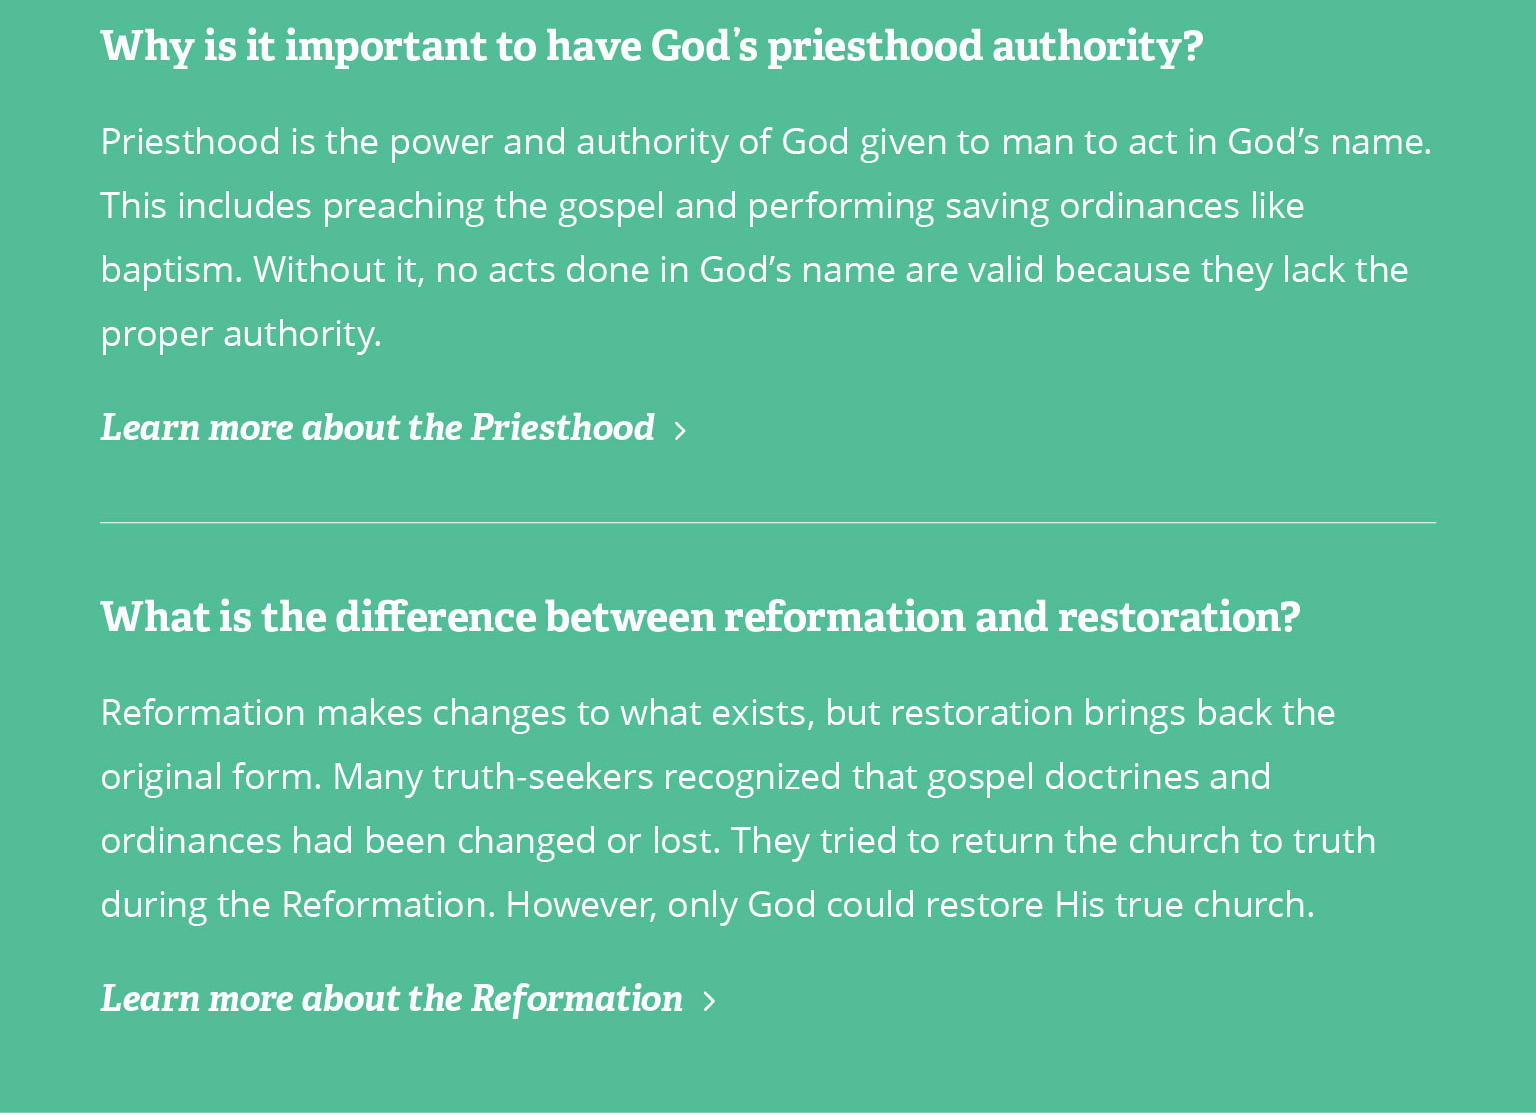 Why is it important to have God’s priesthood authority?
Priesthood is the power and authority of God given to man to act in God’s name.
This includes preaching the gospel and performing saving ordinances like
baptism. Without it, no acts done in God’s name are valid because they lack the
proper authority.
Learn more about the Priesthood >
What is the difference between reformation and restoration?
Reformation makes changes to what exists, but restoration brings back the
original form. Many truth-seekers recognized that gospel doctrines and
ordinances had been changed or lost. They tried to return the church to truth
during the Reformation. However, only God could restore His true church.
Learn more about the Reformation >